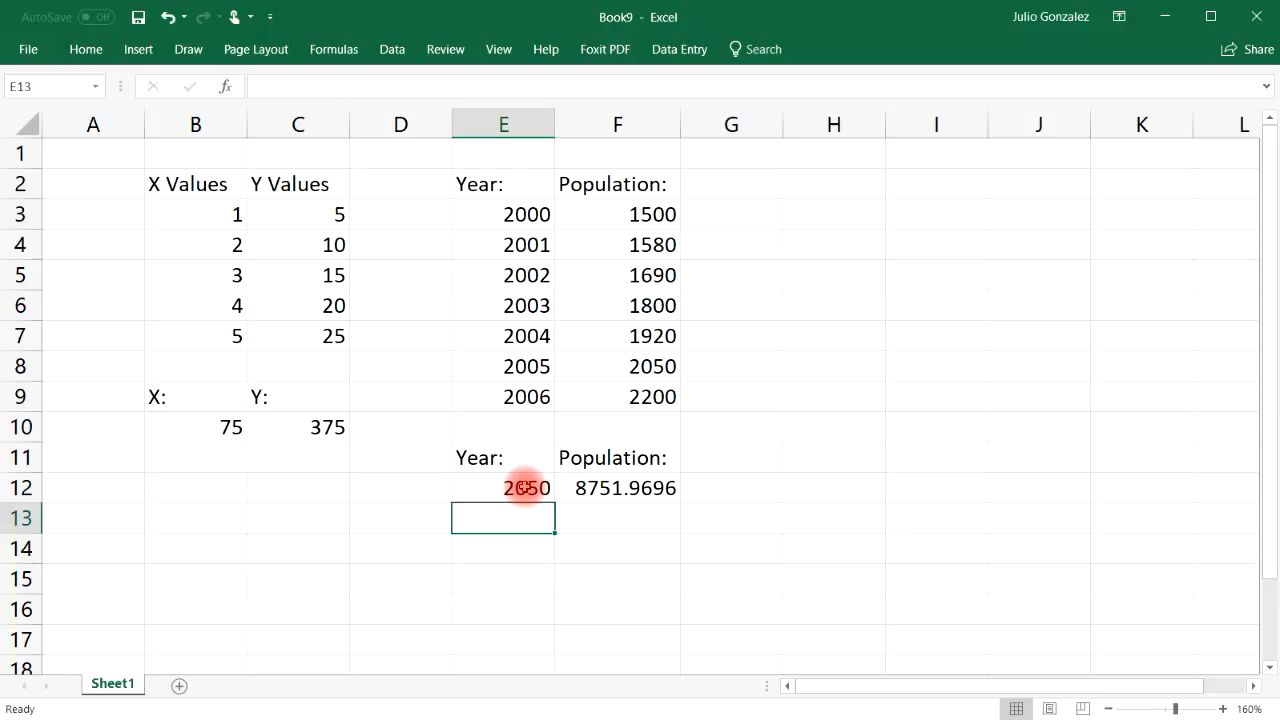 AutoSave Off Book9 - Excel Julio Gonzalez
File Home Insert Draw Page Layout Formulas Data Review View Help Foxit PDF Data Entry Search Share
E13 fx
A B C D E F G H I J K L
1
2 X Values Y Values Year: Population:
3 1 5 2000 1500
4 2 10 2001 1580
5 3 15 2002 1690
6 4 20 2003 1800
7 5 25 2004 1920
8 2005 2050
9 X: Y: 2006 2200
10 75 375
11 Year: Population:
12 2050 8751.9696
13
14
15
16
17
18
Sheet1
Ready 160%